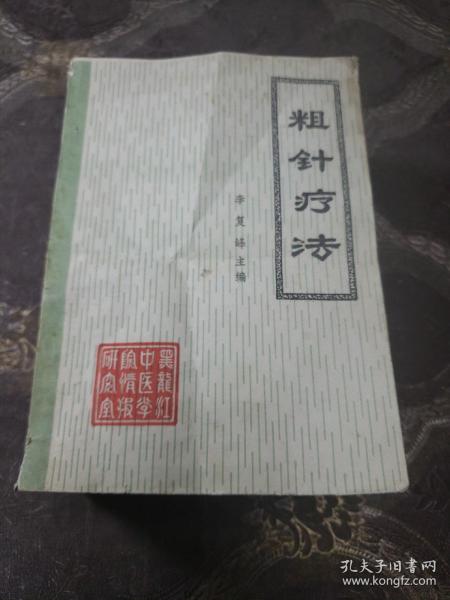 粗针疗法
李复峰主编
黑龍江
中医学
院情报
研究室
孔夫子旧书网
www.kongfz.com